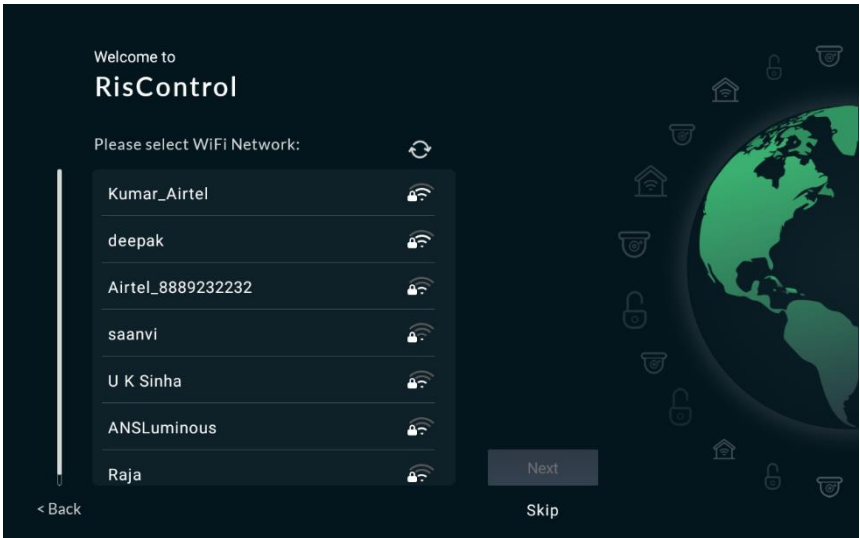 Welcome to
RisControl
Please select WiFi Network:
Kumar_Airtel
deepak
Airtel_8889232232
saanvi
U K Sinha
ANSLuminous
Raja
Next
< Back
Skip